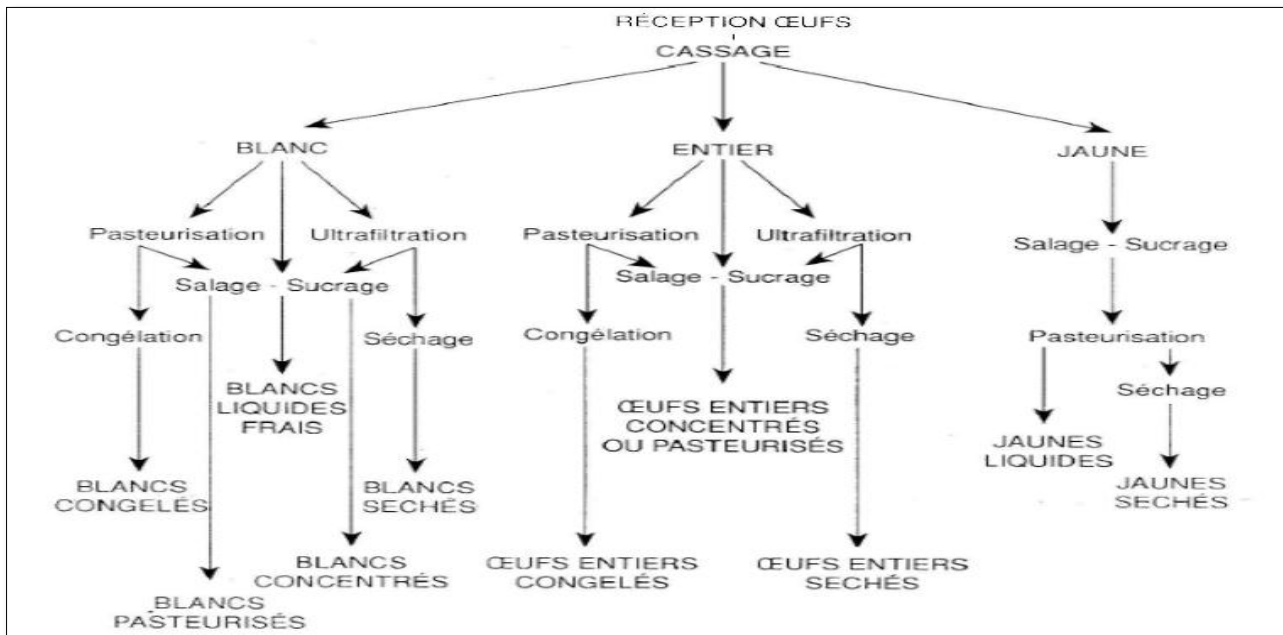 RÉCEPTION ŒUFS
CASSAGE
BLANC
ENTIER
JAUNE
Pasteurisation
Ultrafiltration
Pasteurisation
Ultrafiltration
Salage - Sucrage
Salage - Sucrage
Salage - Sucrage
Congélation
Séchage
Congélation
Séchage
Pasteurisation
BLANCS
LIQUIDES
FRAIS
ŒUFS ENTIERS
CONCENTRÉS
OU PASTEURISÉS
Séchage
JAUNES
LIQUIDES
BLANCS
CONGELÉS
BLANCS
SECHÉS
JAUNES
SECHÉS
BLANCS
CONCENTRÉS
ŒUFS ENTIERS
CONGELÉS
ŒUFS ENTIERS
SECHÉS
BLANCS
PASTEURISÉS